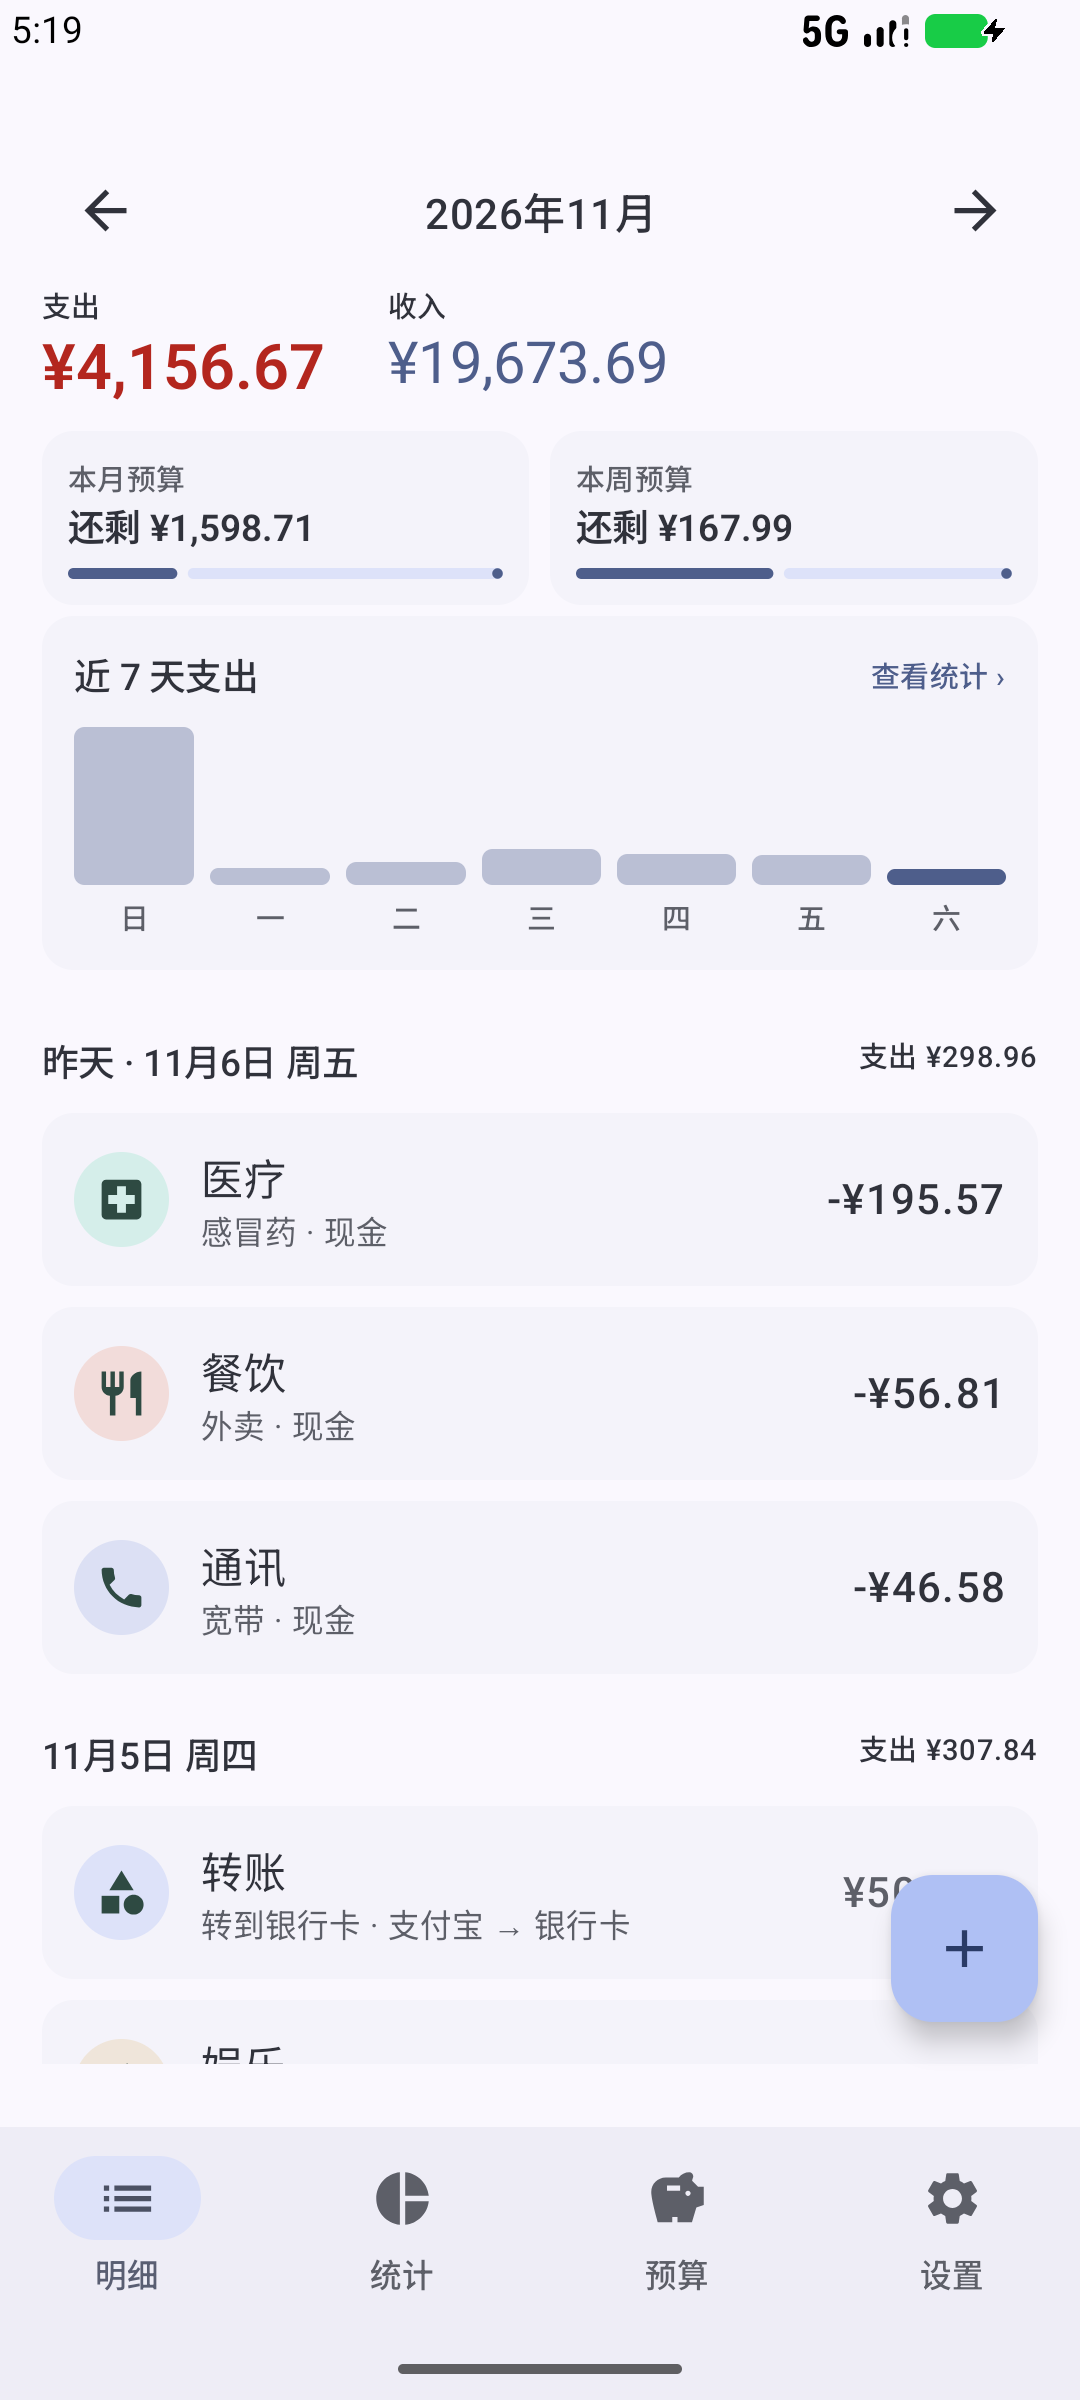 5:19
5G
2026年11月
支出
收入
¥4,156.67
¥19,673.69
本月预算
还剩 ¥1,598.71
本周预算
还剩 ¥167.99
近 7 天支出
查看统计 ›
日 一 二 三 四 五 六
昨天 · 11月6日 周五
支出 ¥298.96
医疗
感冒药 · 现金
-¥195.57
餐饮
外卖 · 现金
-¥56.81
通讯
宽带 · 现金
-¥46.58
11月5日 周四
支出 ¥307.84
转账
转到银行卡 · 支付宝 → 银行卡
娱乐
明细
统计
预算
设置